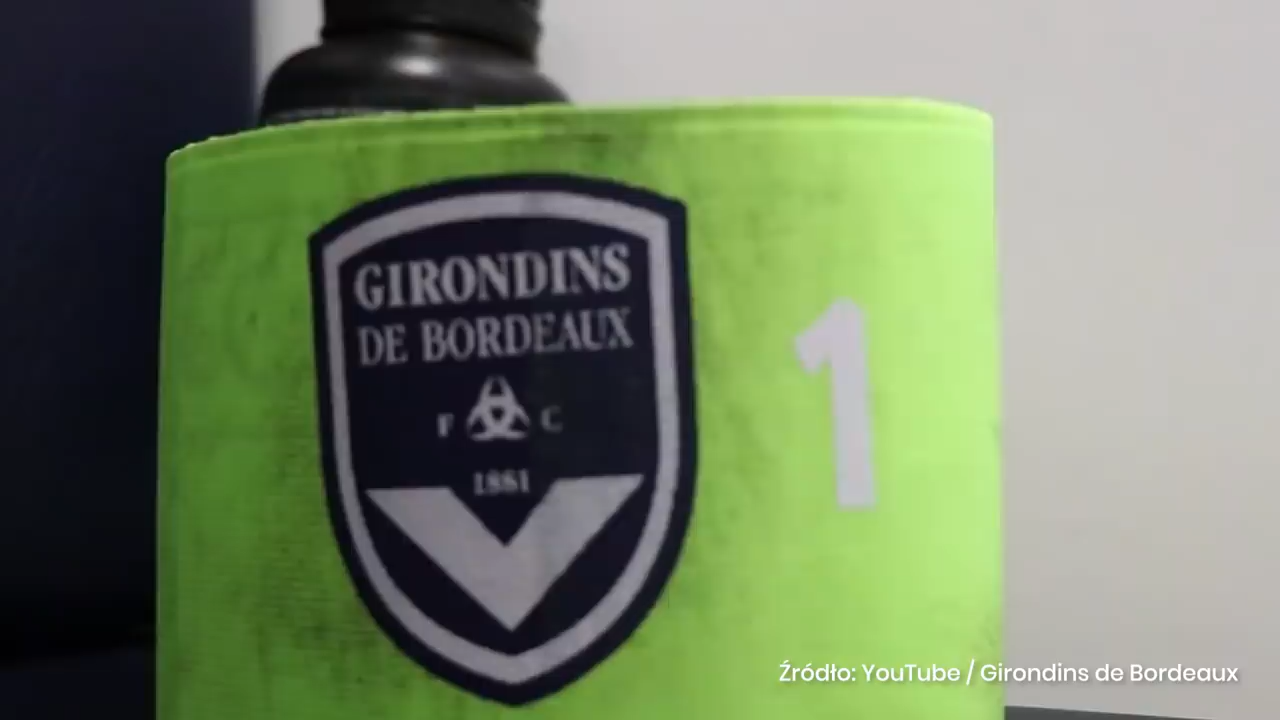 GIRONDINS
DE BORDEAUX
F C
1881
1
Źródło: YouTube / Girondins de Bordeaux